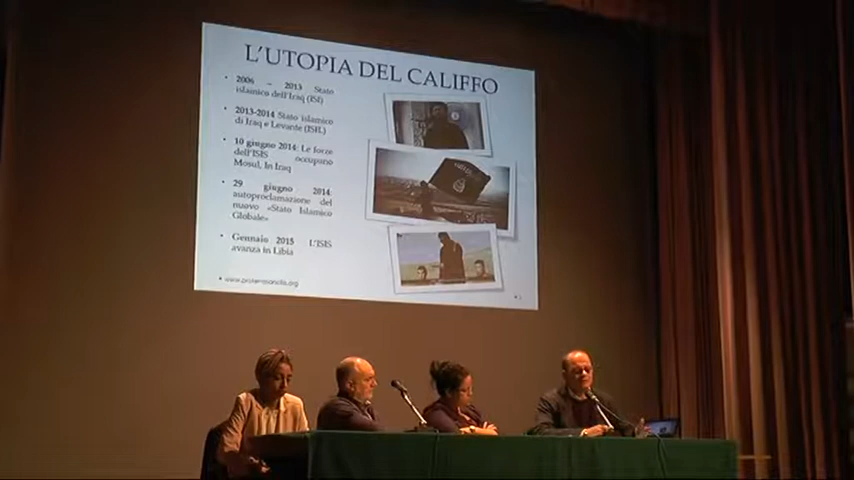 L'UTOPIA DEL CALIFFO
• 2006 – 2013 Stato
islamico dell'Iraq (ISI)
• 2013-2014 Stato islamico
di Iraq e Levante (ISIL)
• 10 giugno 2014: Le forze
dell'ISIS occupano
Mosul, in Iraq
• 29 giugno 2014:
autoproclamazione del
nuovo «Stato Islamico
Globale»
• Gennaio 2015 L'ISIS
avanza in Libia